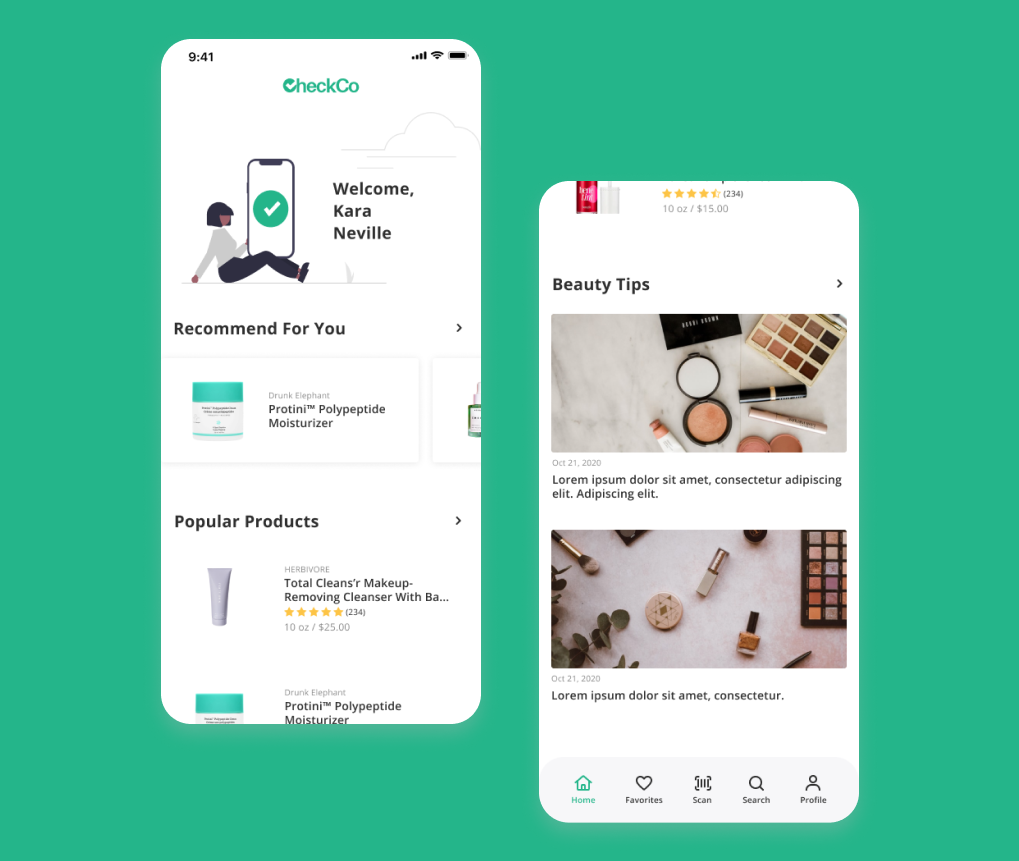 9:41
CheckCo
Welcome,
Kara
Neville
Recommend For You
Drunk Elephant
Protini™ Polypeptide
Moisturizer
Popular Products
HERBIVORE
Total Cleans’r Makeup-
Removing Cleanser With Ba...
(234)
10 oz / $25.00
Drunk Elephant
Protini™ Polypeptide
Moisturizer
(234)
10 oz / $15.00
Beauty Tips
BOBBI BROWN
Oct 21, 2020
Lorem ipsum dolor sit amet, consectetur adipiscing
elit. Adipiscing elit.
Oct 21, 2020
Lorem ipsum dolor sit amet, consectetur.
Home
Favorites
Scan
Search
Profile